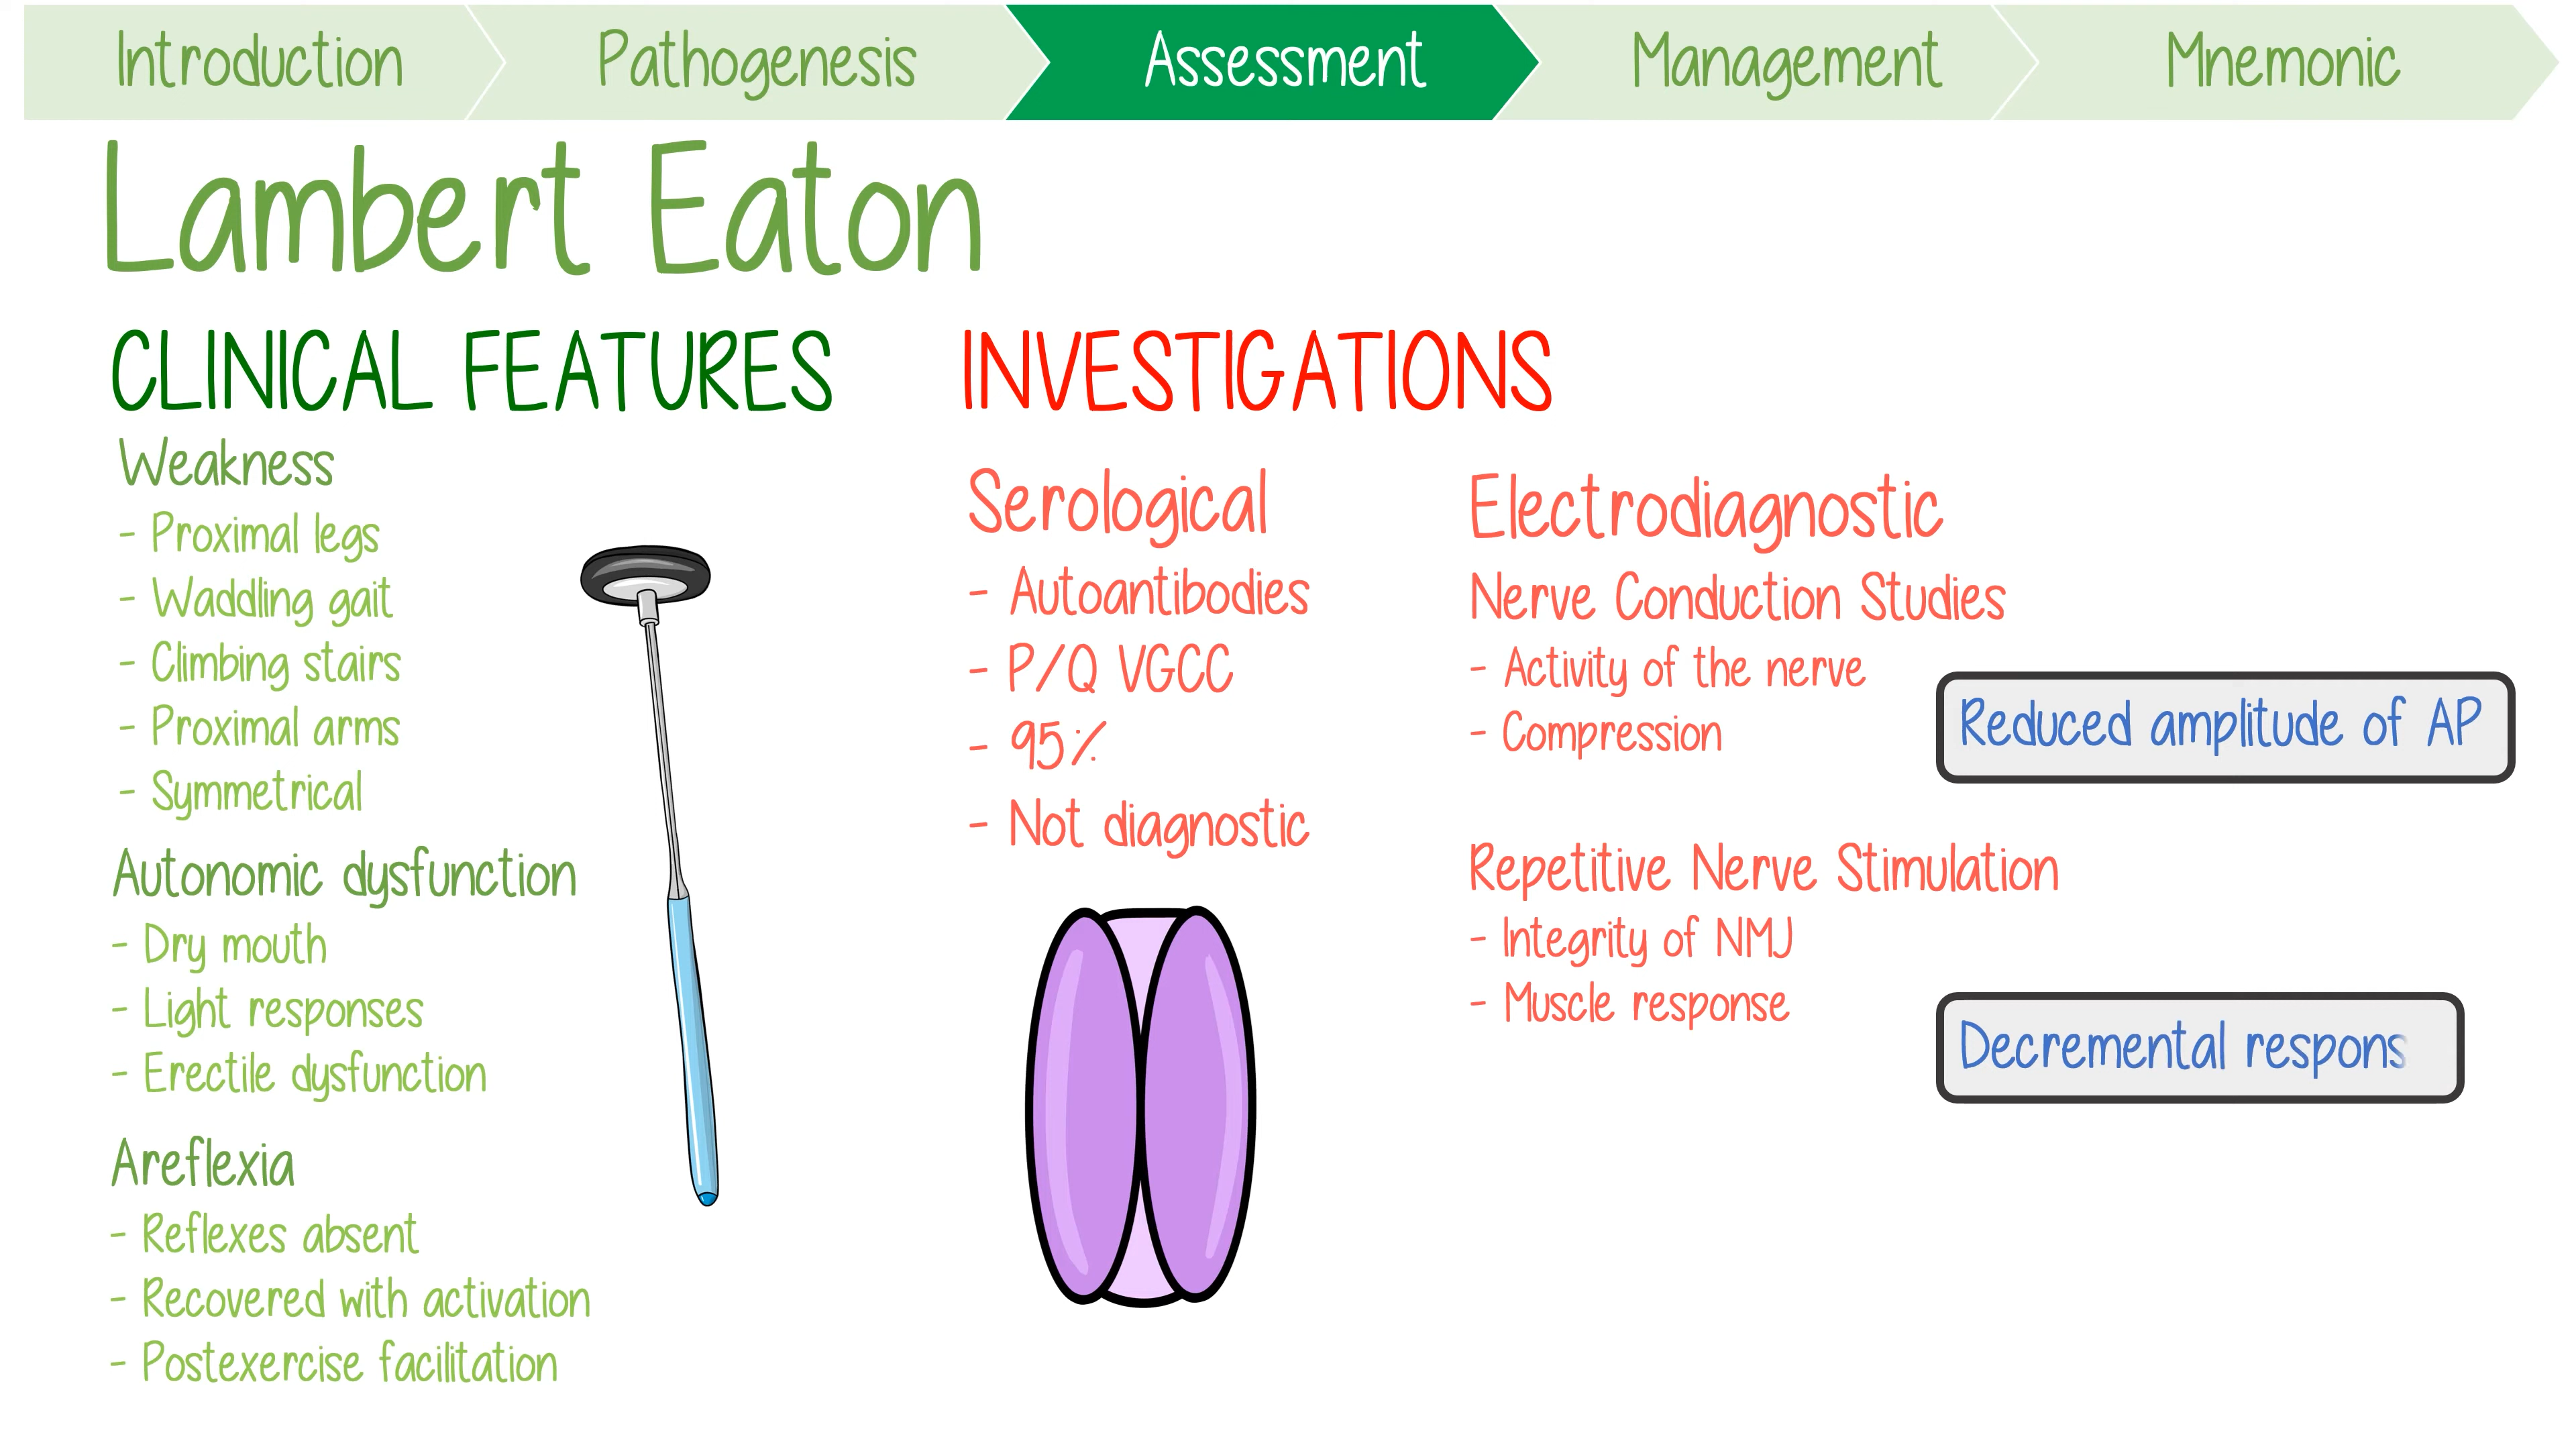 Introduction
Pathogenesis
Assessment
Management
Mnemonic
Lambert Eaton
CLINICAL FEATURES
Weakness
- Proximal legs
- Waddling gait
- Climbing stairs
- Proximal arms
- Symmetrical
Autonomic dysfunction
- Dry mouth
- Light responses
- Erectile dysfunction
Areflexia
- Reflexes absent
- Recovered with activation
- Postexercise facilitation
INVESTIGATIONS
Serological
- Autoantibodies
- P/Q VGCC
- 95%
- Not diagnostic
Electrodiagnostic
Nerve Conduction Studies
- Activity of the nerve
- Compression
Reduced amplitude of AP
Repetitive Nerve Stimulation
- Integrity of NMJ
- Muscle response
Decremental respons